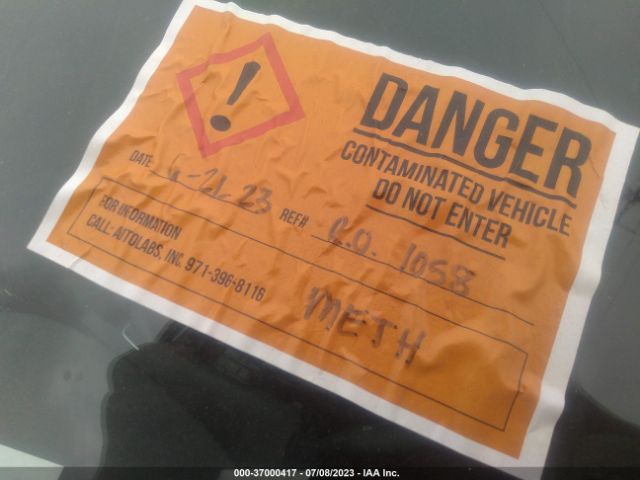 DANGER
CONTAMINATED VEHICLE
DO NOT ENTER
DATE 6-21-23 REF# R.O. 1058
FOR INFORMATION
CALL: AITOLABS, INC. 971-396-8116
METH
000-37000417 - 07/08/2023 - IAA Inc.